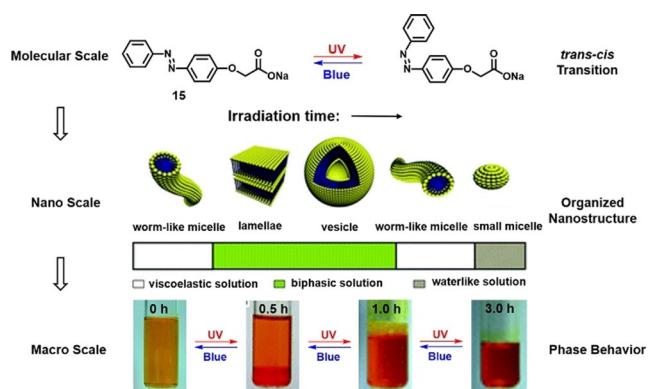 Molecular Scale
N
N
O
O
ONa
15
UV
Blue
N
N
O
O
ONa
trans-cis
Transition
Irradiation time:
Nano Scale
worm-like micelle
lamellae
vesicle
worm-like micelle
small micelle
Organized
Nanostructure
viscoelastic solution
biphasic solution
waterlike solution
Macro Scale
0 h
UV
Blue
0.5 h
UV
Blue
1.0 h
UV
Blue
3.0 h
Phase Behavior